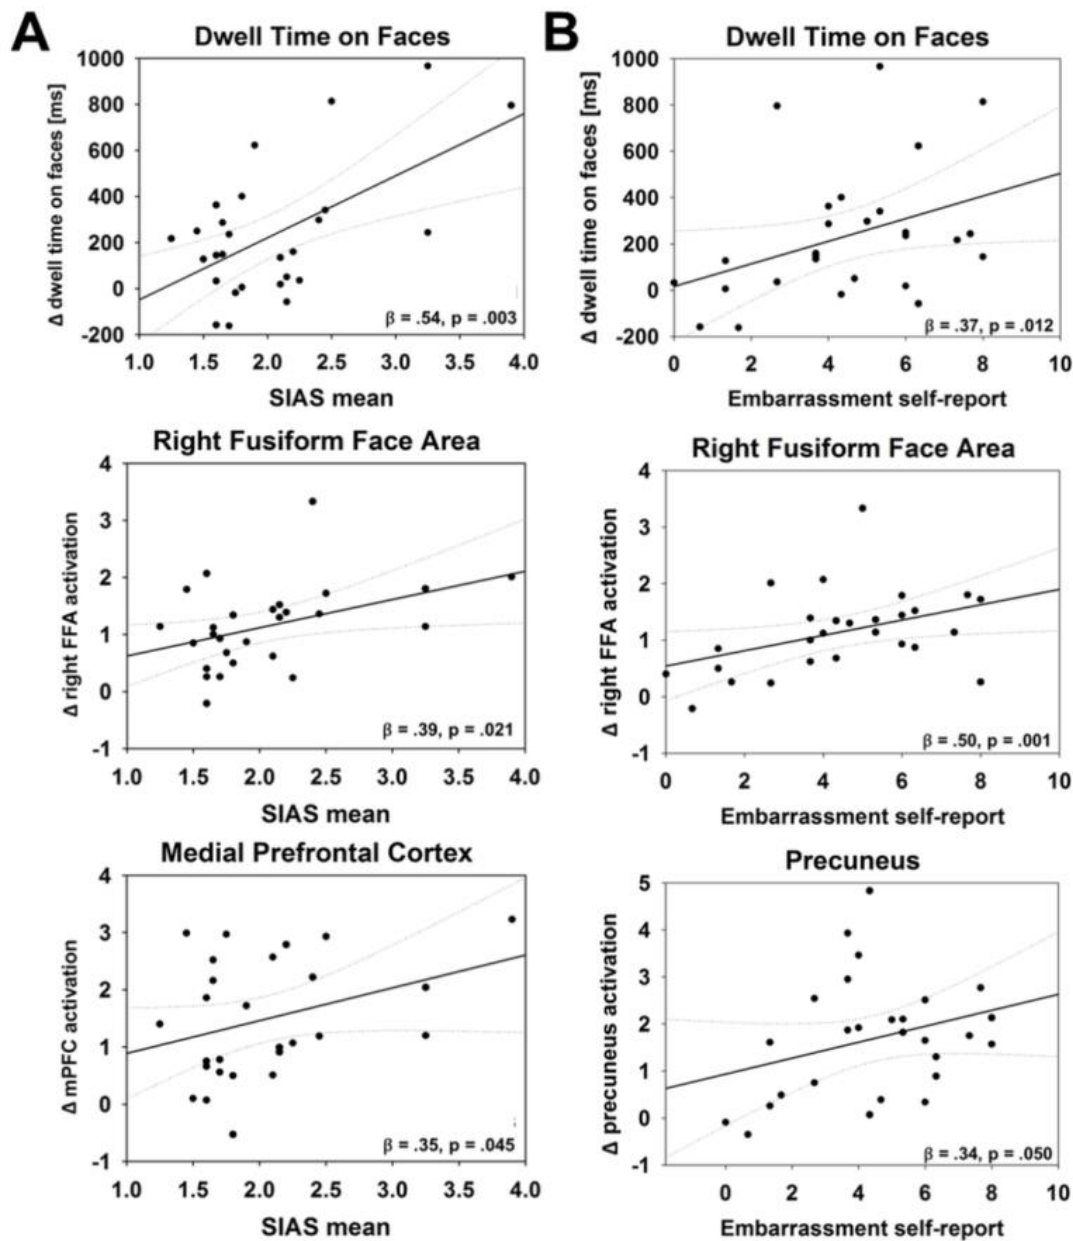 A
Dwell Time on Faces
Δ dwell time on faces [ms]
1000
800
600
400
200
0
-200
β = .54, p = .003
1.0 1.5 2.0 2.5 3.0 3.5 4.0
SIAS mean
B
Dwell Time on Faces
Δ dwell time on faces [ms]
1000
800
600
400
200
0
-200
β = .37, p = .012
0 2 4 6 8 10
Embarrassment self-report
Right Fusiform Face Area
Δ right FFA activation
4
3
2
1
0
-1
β = .39, p = .021
1.0 1.5 2.0 2.5 3.0 3.5 4.0
SIAS mean
Right Fusiform Face Area
Δ right FFA activation
4
3
2
1
0
-1
β = .50, p = .001
0 2 4 6 8 10
Embarrassment self-report
Medial Prefrontal Cortex
Δ mPFC activation
4
3
2
1
0
-1
β = .35, p = .045
1.0 1.5 2.0 2.5 3.0 3.5 4.0
SIAS mean
Precuneus
Δ precuneus activation
5
4
3
2
1
0
-1
β = .34, p = .050
0 2 4 6 8 10
Embarrassment self-report